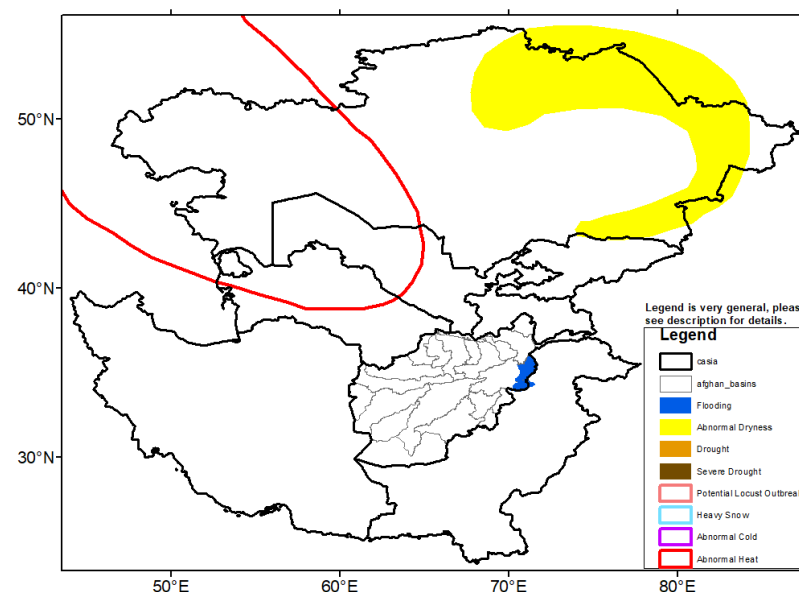 50°N
40°N
30°N
50°E
60°E
70°E
80°E
Legend is very general, pleas
see description for details.
Legend
casia
afghan_basins
Flooding
Abnormal Dryness
Drought
Severe Drought
Potential Locust Outbreak
Heavy Snow
Abnormal Cold
Abnormal Heat